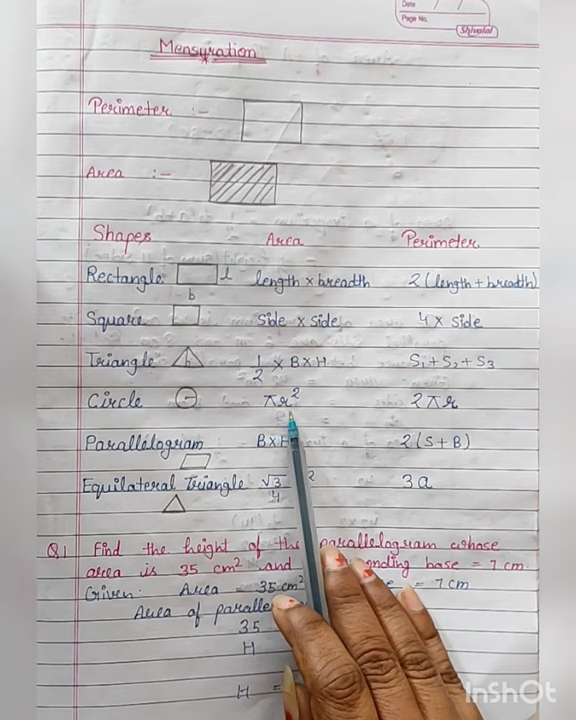 Date / /
Page No.
Shivalal
Mensuration
Perimeter :-
Area :-
Shapes Area Perimeter
Rectangle l length × breadth 2(length + breadth)
b
Square Side × Side 4 × Side
Triangle h 1/2 × B × H S₁ + S₂ + S₃
Circle πr² 2πr
Parallelogram B × H 2(S + B)
Equilateral Triangle √3/4 ² 3a
Q.1 Find the height of the parallelogram whose
area is 35 cm² and base = 7 cm.
Given: Area = 35 cm² = 7 cm
Area of
35
H
H =
InShOt